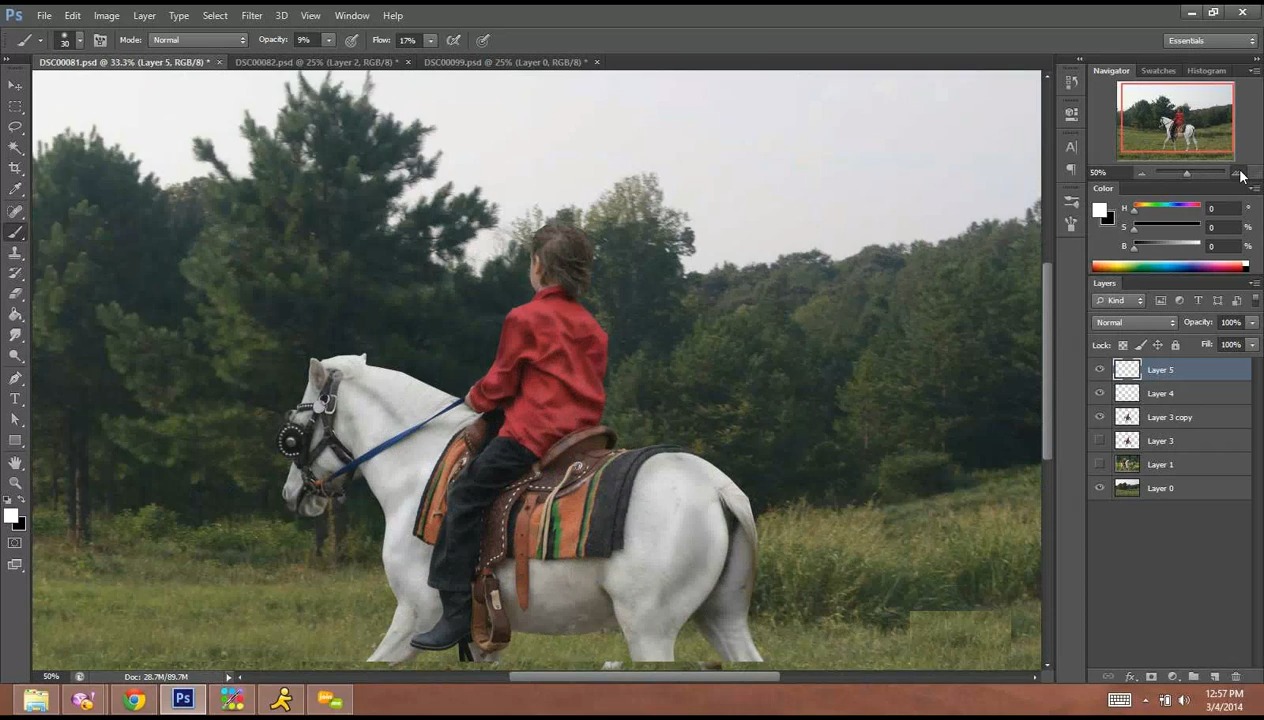 Ps File Edit Image Layer Type Select Filter 3D View Window Help
30 Mode: Normal Opacity: 9% Flow: 17% Essentials
DSC00081.psd @ 33.3% (Layer 5, RGB/8) * × DSC00082.psd @ 25% (Layer 2, RGB/8) * × DSC00099.psd @ 25% (Layer 0, RGB/8) * ×
Navigator Swatches Histogram
50%
Color
H 0 °
S 0 %
B 0 %
Layers
Kind
Normal Opacity: 100%
Lock: Fill: 100%
Layer 5
Layer 4
Layer 3 copy
Layer 3
Layer 1
Layer 0
50% Doc: 28.7M/89.7M
fx
Ps
12:57 PM
3/4/2014